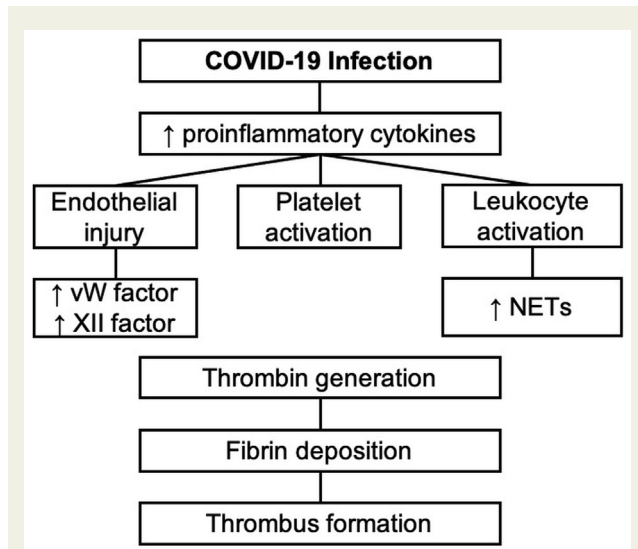 COVID-19 Infection
↑ proinflammatory cytokines
Endothelial
injury
Platelet
activation
Leukocyte
activation
↑ vW factor
↑ XII factor
↑ NETs
Thrombin generation
Fibrin deposition
Thrombus formation